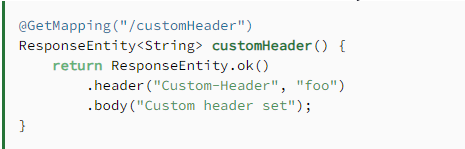 @GetMapping("/customHeader")
ResponseEntity<String> customHeader() {
    return ResponseEntity.ok()
        .header("Custom-Header", "foo")
        .body("Custom header set");
}